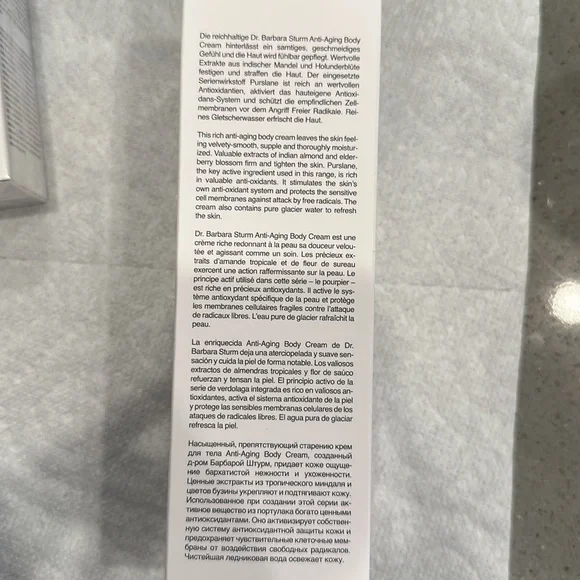 Die reichhaltige Dr. Barbara Sturm Anti-Aging Body
Cream hinterlässt ein samtiges, geschmeidiges
Gefühl und die Haut wird fühlbar gepflegt. Wertvolle
Extrakte aus indischer Mandel und Holunderblüte
festigen und straffen die Haut. Der eingesetzte
Serienwirkstoff Purslane ist reich an wertvollen
Antioxidantien, aktiviert das hauteigene Antioxi-
dans-System und schützt die empfindlichen Zell-
membranen vor dem Angriff Freier Radikale. Rei-
nes Gletscherwasser erfrischt die Haut.
This rich anti-aging body cream leaves the skin feel-
ing velvety-smooth, supple and thoroughly moistur-
ized. Valuable extracts of indian almond and elder-
berry blossom firm and tighten the skin. Purslane,
the key active ingredient used in this range, is rich
in valuable anti-oxidants. It stimulates the skin's
own anti-oxidant system and protects the sensitive
cell membranes against attack by free radicals. The
cream also contains pure glacier water to refresh
the skin.
Dr. Barbara Sturm Anti-Aging Body Cream est une
crème riche redonnant à la peau sa douceur velou-
tée et agissant comme un soin. Les précieux ex-
traits d'amande tropicale et de fleur de sureau
exercent une action raffermissante sur la peau. Le
principe actif utilisé dans cette série – le pourpier –
est riche en précieux antioxydants. Il active le sys-
tème antioxydant spécifique de la peau et protège
les membranes cellulaires fragiles contre l'attaque
de radicaux libres. L'eau pure de glacier rafraîchit la
peau.
La enriquecida Anti-Aging Body Cream de Dr.
Barbara Sturm deja una aterciopelada y suave sen-
sación y cuida la piel de forma notable. Los valiosos
extractos de almendras tropicales y flor de saúco
refuerzan y tensan la piel. El principio activo de la
serie de verdolaga integrada es rico en valiosos an-
tioxidantes, activa el sistema antioxidante de la piel
y protege las sensibles membranas celulares de los
ataques de radicales libres. El agua pura de glaciar
refresca la piel.
Насыщенный, препятствующий старению крем
для тела Anti-Aging Body Cream, созданный
д-ром Барбарой Штурм, придает коже ощуще-
ние бархатистой нежности и ухоженности.
Ценные экстракты из тропического миндаля и
цветов бузины укрепляют и подтягивают кожу.
Использованное при создании этой серии ак-
тивное вещество из портулака богато ценными
антиоксидантами. Оно активизирует собствен-
ную систему антиоксидантной защиты кожи и
предохраняет чувствительные клеточные мем-
браны от воздействия свободных радикалов.
Чистейшая ледниковая вода освежает кожу.